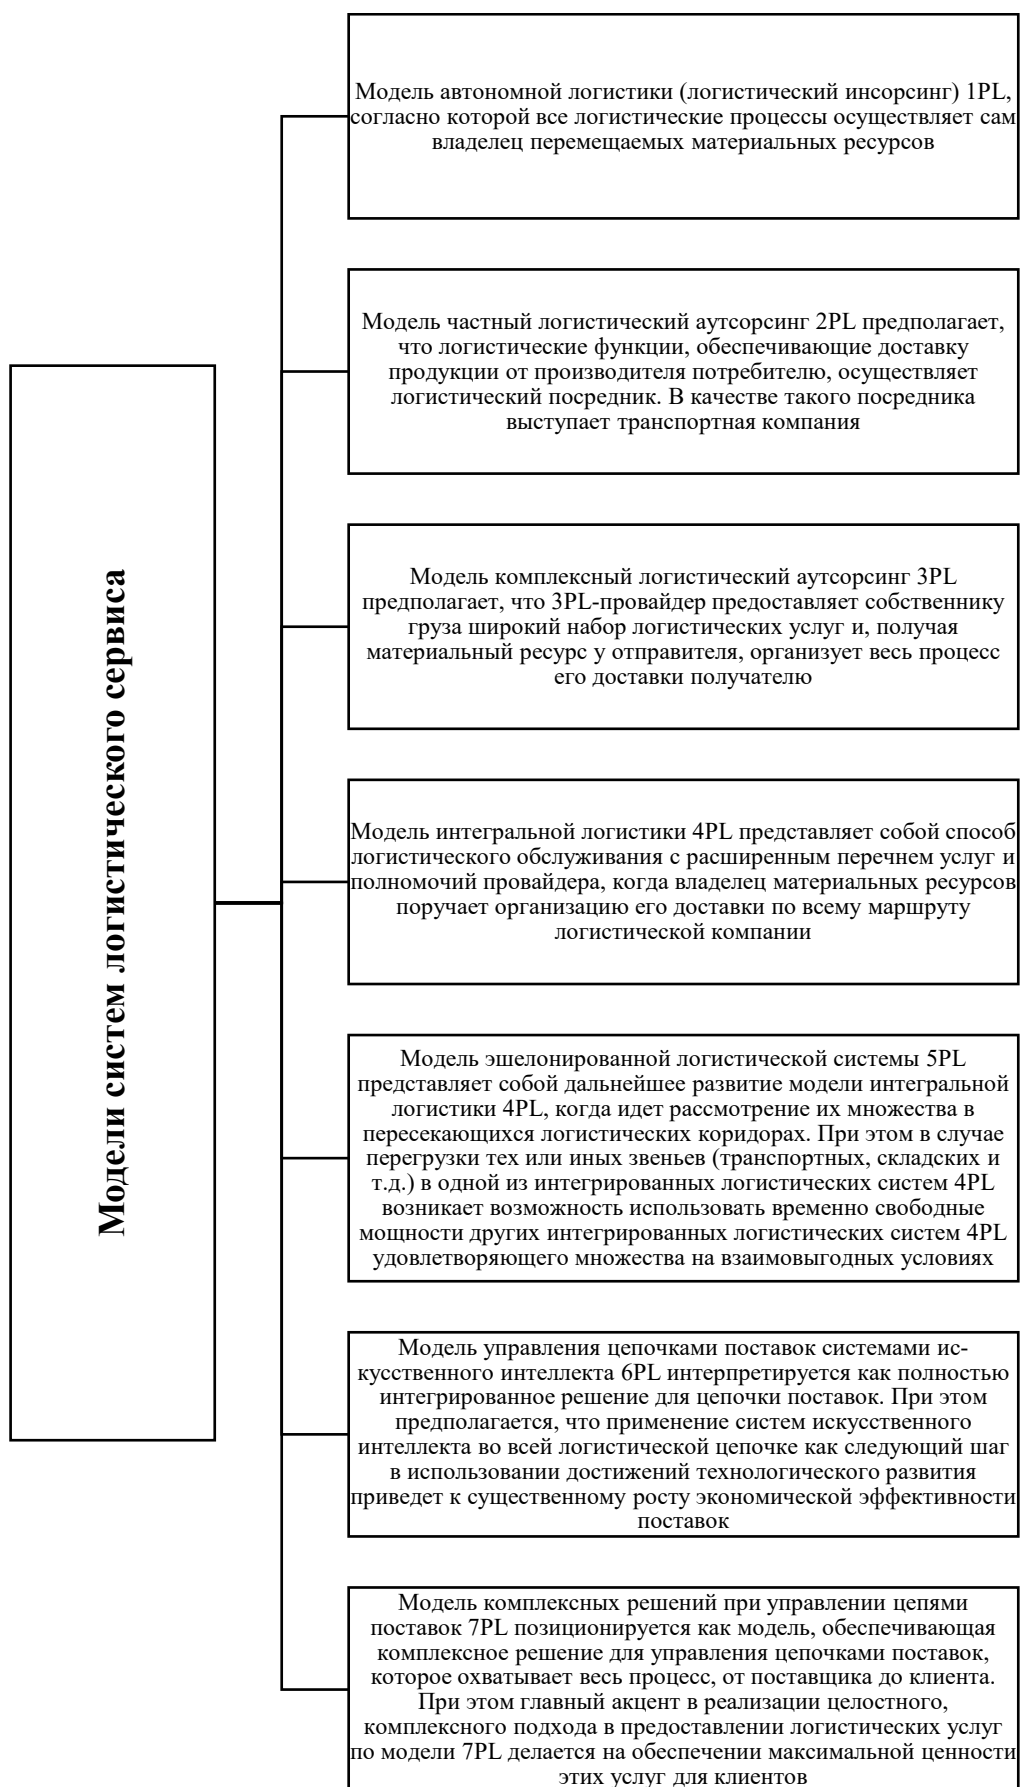 Модели систем логистического сервиса
Модель автономной логистики (логистический инсорсинг) 1PL,
согласно которой все логистические процессы осуществляет сам
владелец перемещаемых материальных ресурсов
Модель частный логистический аутсорсинг 2PL предполагает,
что логистические функции, обеспечивающие доставку
продукции от производителя потребителю, осуществляет
логистический посредник. В качестве такого посредника
выступает транспортная компания
Модель комплексный логистический аутсорсинг 3PL
предполагает, что 3PL-провайдер предоставляет собственнику
груза широкий набор логистических услуг и, получая
материальный ресурс у отправителя, организует весь процесс
его доставки получателю
Модель интегральной логистики 4PL представляет собой способ
логистического обслуживания с расширенным перечнем услуг и
полномочий провайдера, когда владелец материальных ресурсов
поручает организацию его доставки по всему маршруту
логистической компании
Модель эшелонированной логистической системы 5PL
представляет собой дальнейшее развитие модели интегральной
логистики 4PL, когда идет рассмотрение их множества в
пересекающихся логистических коридорах. При этом в случае
перегрузки тех или иных звеньев (транспортных, складских и
т.д.) в одной из интегрированных логистических систем 4PL
возникает возможность использовать временно свободные
мощности других интегрированных логистических систем 4PL
удовлетворяющего множества на взаимовыгодных условиях
Модель управления цепочками поставок системами ис-
кусственного интеллекта 6PL интерпретируется как полностью
интегрированное решение для цепочки поставок. При этом
предполагается, что применение систем искусственного
интеллекта во всей логистической цепочке как следующий шаг
в использовании достижений технологического развития
приведет к существенному росту экономической эффективности
поставок
Модель комплексных решений при управлении цепями
поставок 7PL позиционируется как модель, обеспечивающая
комплексное решение для управления цепочками поставок,
которое охватывает весь процесс, от поставщика до клиента.
При этом главный акцент в реализации целостного,
комплексного подхода в предоставлении логистических услуг
по модели 7PL делается на обеспечении максимальной ценности
этих услуг для клиентов